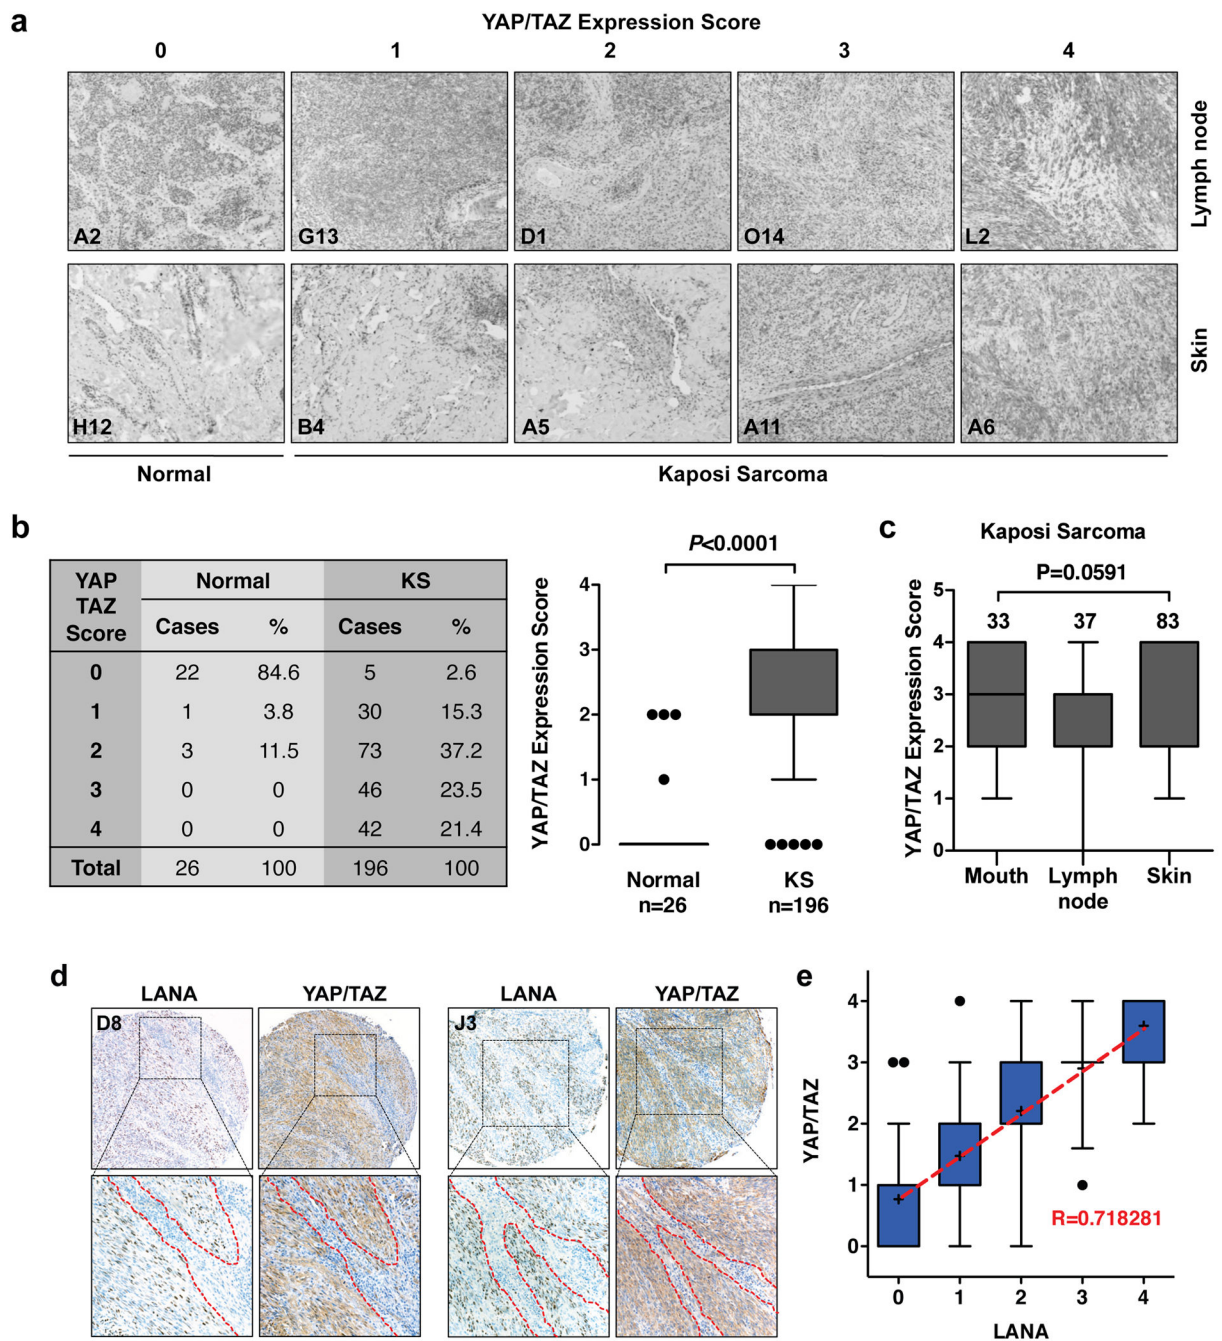 a
YAP/TAZ Expression Score
0 1 2 3 4
A2 G13 D1 O14 L2
Lymph node
H12 B4 A5 A11 A6
Skin
Normal Kaposi Sarcoma
b
YAP TAZ Score Normal KS
Cases % Cases %
0 22 84.6 5 2.6
1 1 3.8 30 15.3
2 3 11.5 73 37.2
3 0 0 46 23.5
4 0 0 42 21.4
Total 26 100 196 100
P<0.0001
YAP/TAZ Expression Score
4
3
2
1
0
Normal KS
n=26 n=196
c
Kaposi Sarcoma
P=0.0591
YAP/TAZ Expression Score
5
33 37 83
4
3
2
1
0
Mouth Lymph node Skin
d
LANA YAP/TAZ LANA YAP/TAZ
D8 J3
e
YAP/TAZ
4
3
2
1
0
R=0.718281
0 1 2 3 4
LANA